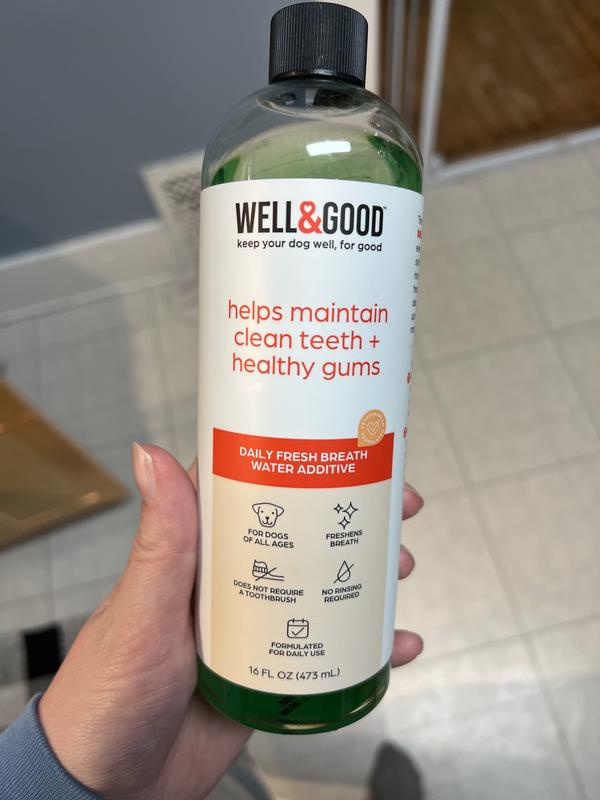 WELL&GOOD™
keep your dog well, for good
helps maintain
clean teeth +
healthy gums
DAILY FRESH BREATH
WATER ADDITIVE
FOR DOGS
OF ALL AGES
FRESHENS
BREATH
DOES NOT REQUIRE
A TOOTHBRUSH
NO RINSING
REQUIRED
FORMULATED
FOR DAILY USE
16 FL OZ (473 mL)